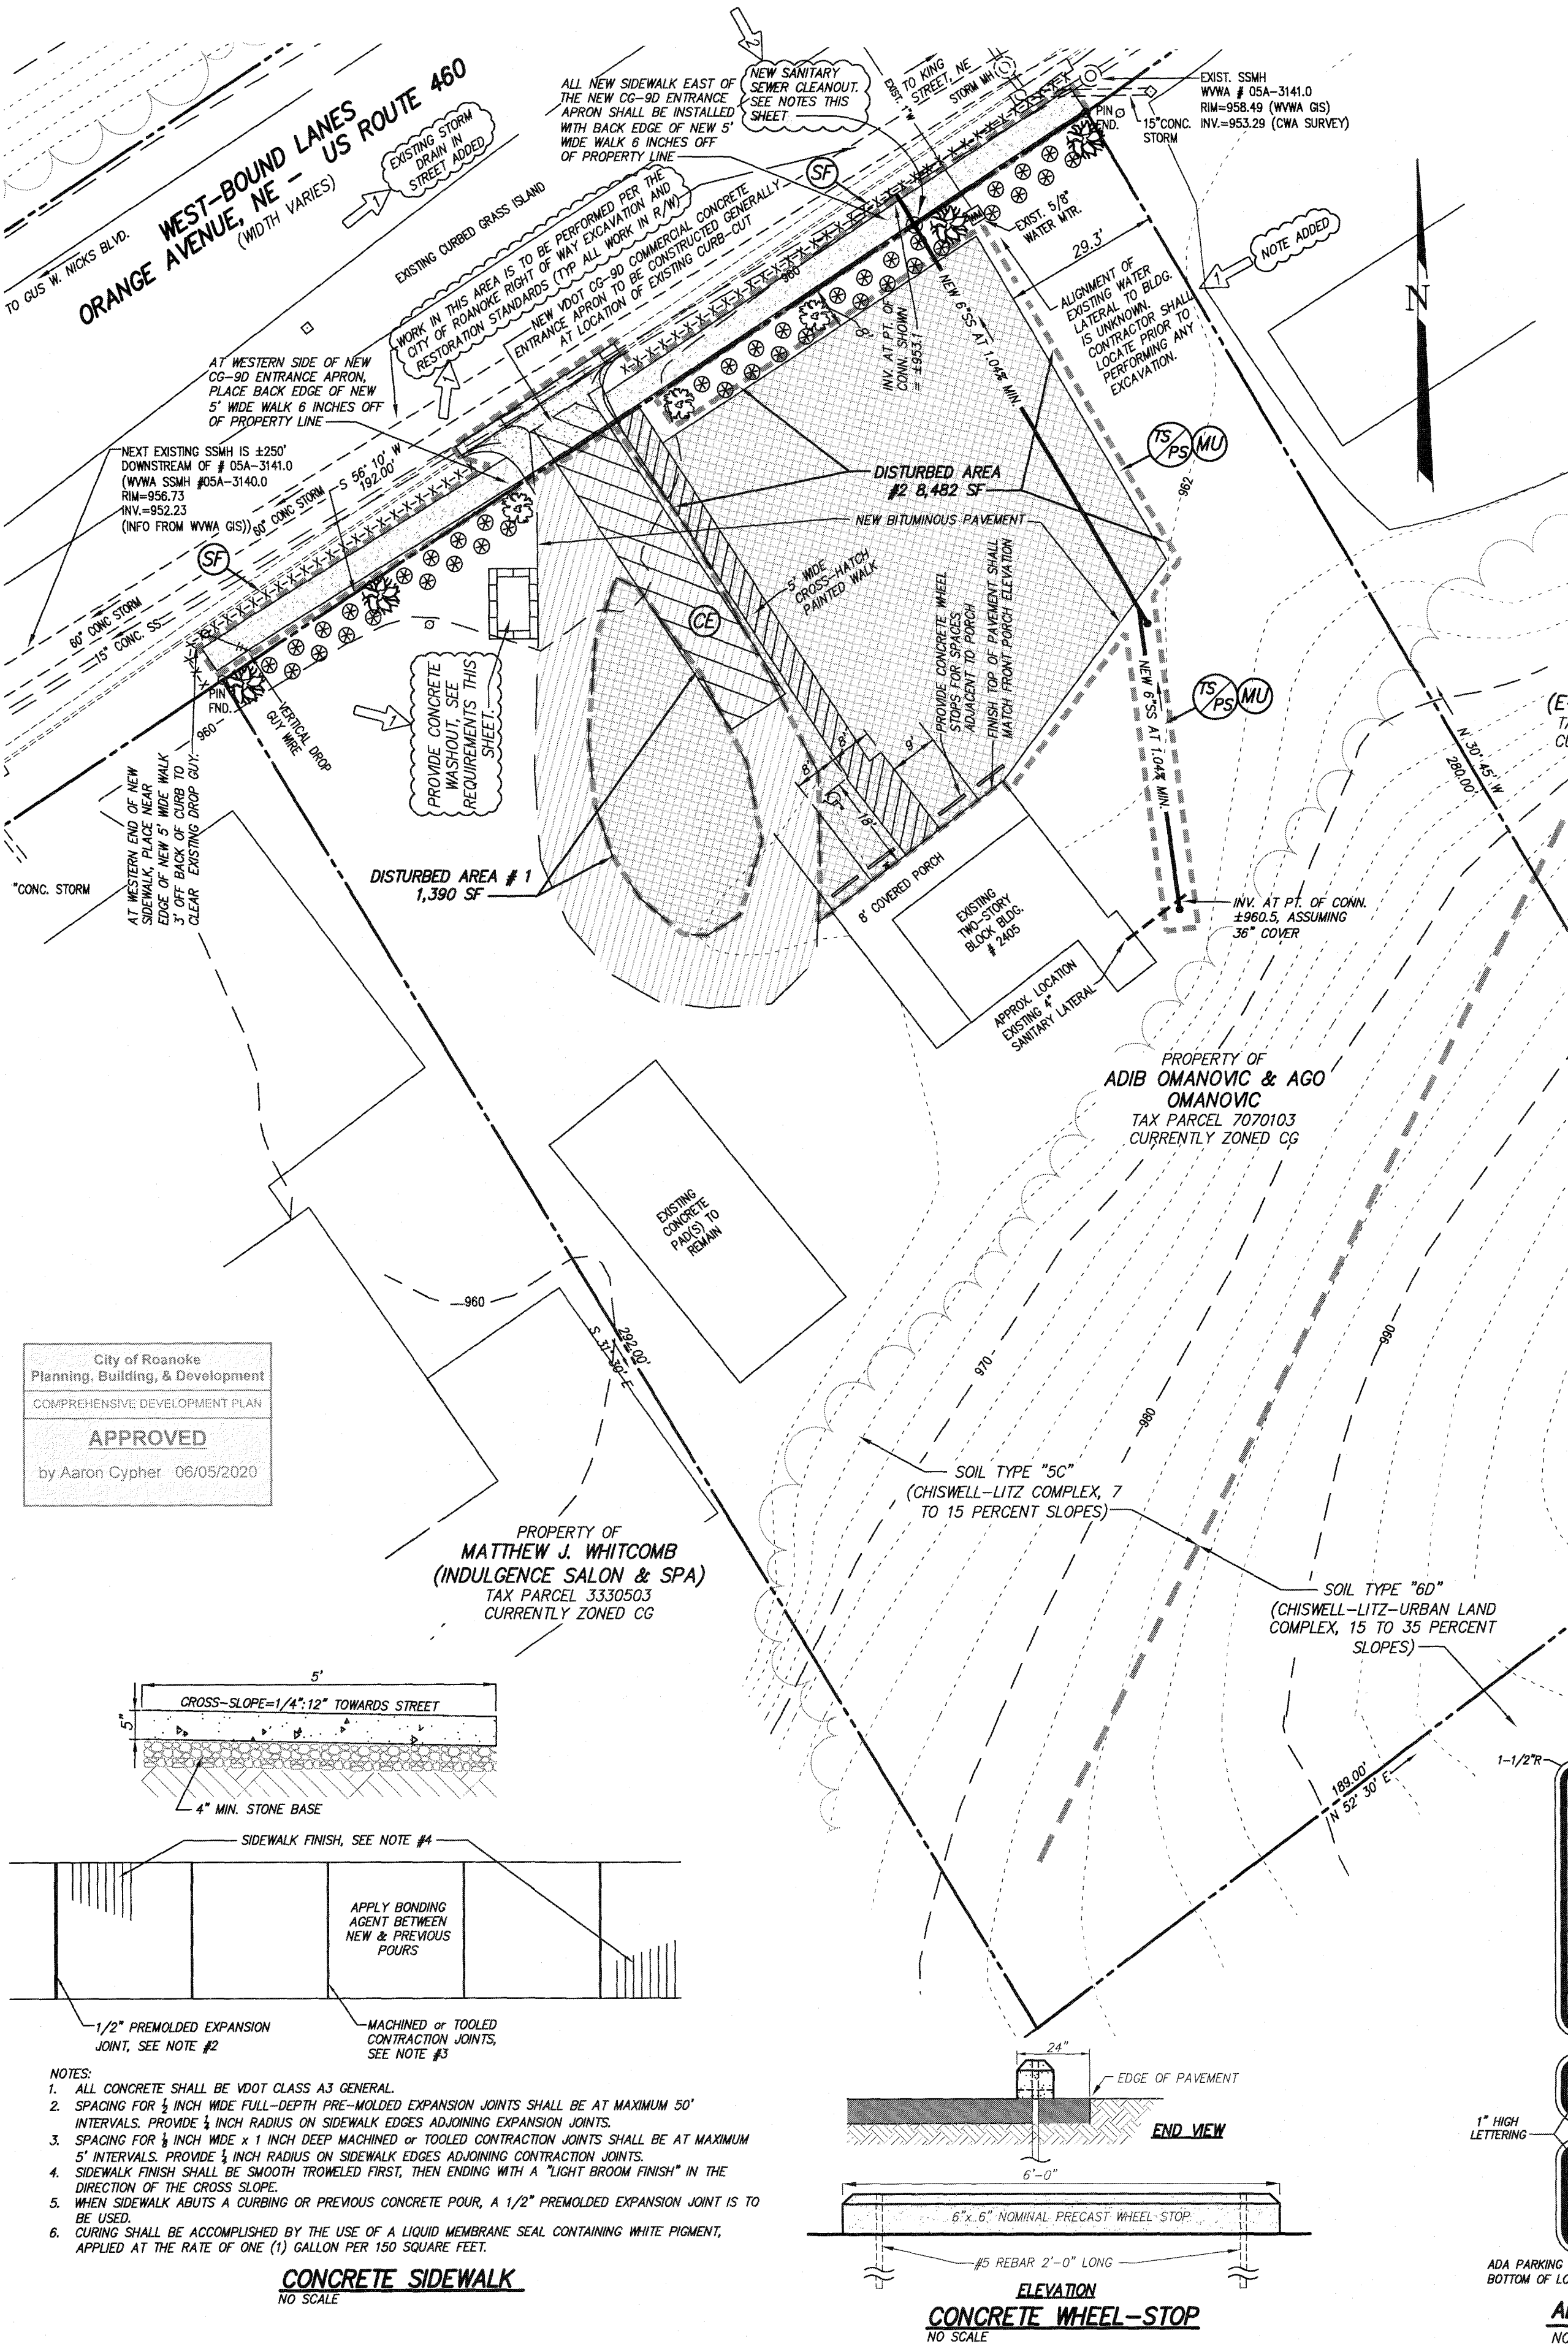 WEST-BOUND LANES
ORANGE AVENUE, NE – US ROUTE 460
(WIDTH VARIES)
TO GUS W. NICKS BLVD.
EXISTING STORM
DRAIN IN
STREET ADDED
1
EXISTING CURBED GRASS ISLAND
ALL NEW SIDEWALK EAST OF
THE NEW CG-9D ENTRANCE
APRON SHALL BE INSTALLED
WITH BACK EDGE OF NEW 5'
WIDE WALK 6 INCHES OFF
OF PROPERTY LINE
2
NEW SANITARY
SEWER CLEANOUT.
SEE NOTES THIS
SHEET
EXIST. 1" W
TO KING
STREET, NE
STORM MH
EXIST. SSMH
WVWA # 05A-3141.0
RIM=958.49 (WVWA GIS)
INV.=953.29 (CWA SURVEY)
PIN
FND.
15"CONC.
STORM
SF
WORK IN THIS AREA IS TO BE PERFORMED PER THE
CITY OF ROANOKE RIGHT OF WAY EXCAVATION AND
RESTORATION STANDARDS (TYP ALL WORK IN R/W)
1
NEW VDOT CG-9D COMMERCIAL CONCRETE
ENTRANCE APRON TO BE CONSTRUCTED GENERALLY
AT LOCATION OF EXISTING CURB-CUT
960
EXIST. 5/8"
WATER MTR.
29.3'
NOTE ADDED
1
ALIGNMENT OF
EXISTING WATER
LATERAL TO BLDG.
IS UNKNOWN.
CONTRACTOR SHALL
LOCATE PRIOR TO
PERFORMING ANY
EXCAVATION.
N
8'
INV. AT PT. OF
CONN. SHOWN
= ±953.1
NEW 6"SS AT 1.04% MIN.
AT WESTERN SIDE OF NEW
CG-9D ENTRANCE APRON,
PLACE BACK EDGE OF NEW
5' WIDE WALK 6 INCHES OFF
OF PROPERTY LINE
NEXT EXISTING SSMH IS ±250'
DOWNSTREAM OF # 05A-3141.0
(WVWA SSMH #05A-3140.0
RIM=956.73
INV.=952.23
(INFO FROM WVWA GIS))
S 56° 10' W
192.00'
60" CONC STORM
SF
60" CONC STORM
15" CONC. SS
TS/PS
MU
962
DISTURBED AREA
#2 8,482 SF
NEW BITUMINOUS PAVEMENT
5' WIDE
CROSS-HATCH
PAINTED WALK
CE
PROVIDE CONCRETE WHEEL
STOPS FOR SPACES
ADJACENT TO PORCH
FINISH TOP OF PAVEMENT SHALL
MATCH FRONT PORCH ELEVATION
TS/PS
MU
NEW 6"SS AT 1.04% MIN.
N 30° 45' W
280.00'
PIN
FND.
960
VERTICAL DROP
GUY WIRE
1
PROVIDE CONCRETE
WASHOUT. SEE
REQUIREMENTS THIS
SHEET.
AT WESTERN END OF NEW
SIDEWALK, PLACE NEAR
EDGE OF NEW 5' WIDE WALK
3' OFF BACK OF CURB TO
CLEAR EXISTING DROP GUY.
"CONC. STORM
8'
8'
9'
18'
DISTURBED AREA # 1
1,390 SF
8' COVERED PORCH
EXISTING
TWO-STORY
BLOCK BLDG.
# 2405
INV. AT PT. OF CONN.
±960.5, ASSUMING
36" COVER
APPROX. LOCATION
EXISTING 4"
SANITARY LATERAL
PROPERTY OF
ADIB OMANOVIC & AGO
OMANOVIC
TAX PARCEL 7070103
CURRENTLY ZONED CG
EXISTING
CONCRETE
PAD(S) TO
REMAIN
960
292.00'
S 31° 30' E
970
980
990
City of Roanoke
Planning, Building, & Development
COMPREHENSIVE DEVELOPMENT PLAN
APPROVED
by Aaron Cypher 06/05/2020
SOIL TYPE "5C"
(CHISWELL-LITZ COMPLEX, 7
TO 15 PERCENT SLOPES)
PROPERTY OF
MATTHEW J. WHITCOMB
(INDULGENCE SALON & SPA)
TAX PARCEL 3330503
CURRENTLY ZONED CG
SOIL TYPE "6D"
(CHISWELL-LITZ-URBAN LAND
COMPLEX, 15 TO 35 PERCENT
SLOPES)
189.00'
N 52° 30' E
5'
CROSS-SLOPE=1/4":12" TOWARDS STREET
5"
4" MIN. STONE BASE
SIDEWALK FINISH, SEE NOTE #4
APPLY BONDING
AGENT BETWEEN
NEW & PREVIOUS
POURS
1/2" PREMOLDED EXPANSION
JOINT, SEE NOTE #2
MACHINED or TOOLED
CONTRACTION JOINTS,
SEE NOTE #3
NOTES:
1. ALL CONCRETE SHALL BE VDOT CLASS A3 GENERAL.
2. SPACING FOR ½ INCH WIDE FULL-DEPTH PRE-MOLDED EXPANSION JOINTS SHALL BE AT MAXIMUM 50'
INTERVALS. PROVIDE ¼ INCH RADIUS ON SIDEWALK EDGES ADJOINING EXPANSION JOINTS.
3. SPACING FOR ⅛ INCH WIDE x 1 INCH DEEP MACHINED or TOOLED CONTRACTION JOINTS SHALL BE AT MAXIMUM
5' INTERVALS. PROVIDE ¼ INCH RADIUS ON SIDEWALK EDGES ADJOINING CONTRACTION JOINTS.
4. SIDEWALK FINISH SHALL BE SMOOTH TROWELED FIRST, THEN ENDING WITH A "LIGHT BROOM FINISH" IN THE
DIRECTION OF THE CROSS SLOPE.
5. WHEN SIDEWALK ABUTS A CURBING OR PREVIOUS CONCRETE POUR, A 1/2" PREMOLDED EXPANSION JOINT IS TO
BE USED.
6. CURING SHALL BE ACCOMPLISHED BY THE USE OF A LIQUID MEMBRANE SEAL CONTAINING WHITE PIGMENT,
APPLIED AT THE RATE OF ONE (1) GALLON PER 150 SQUARE FEET.
CONCRETE SIDEWALK
NO SCALE
24"
EDGE OF PAVEMENT
END VIEW
6'-0"
6"x 6" NOMINAL PRECAST WHEEL STOP
#5 REBAR 2'-0" LONG
ELEVATION
CONCRETE WHEEL-STOP
NO SCALE
1-1/2"R
1" HIGH
LETTERING
ADA PARKING
BOTTOM OF